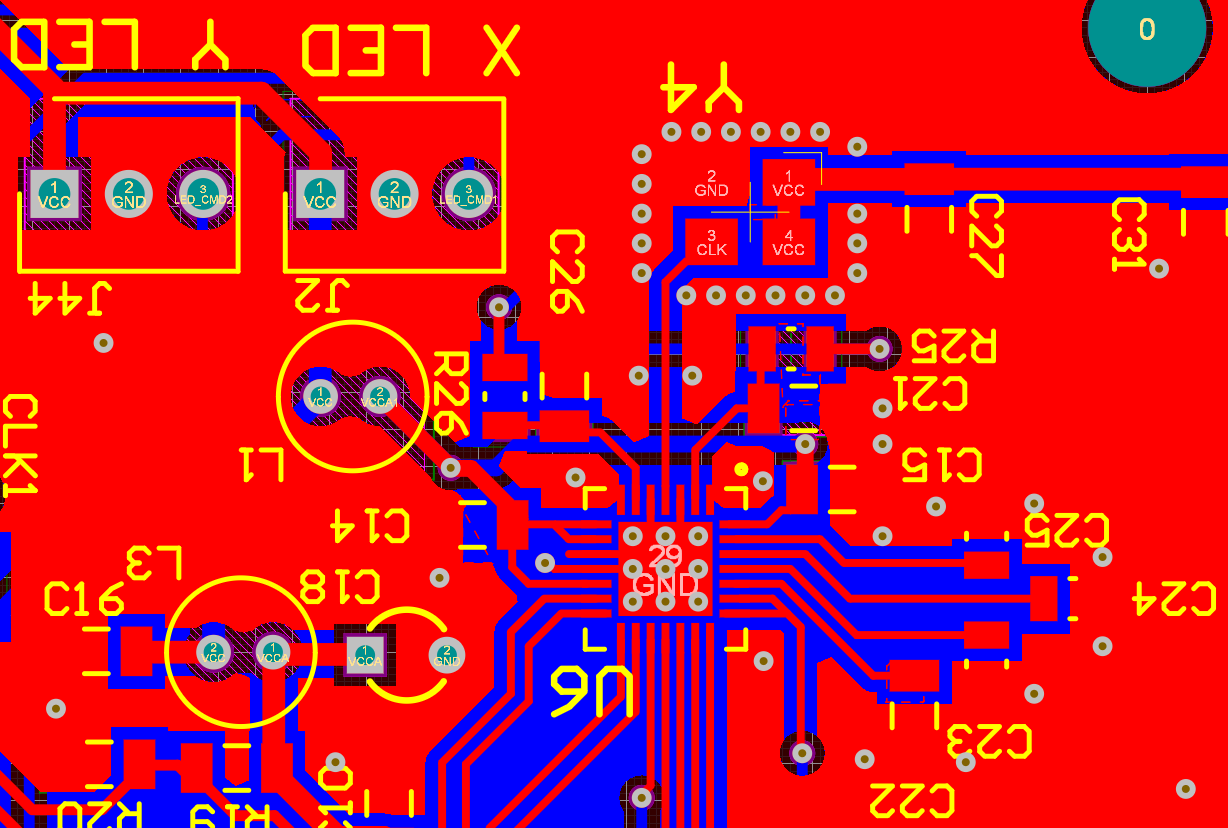 Y LED
X LED
0
Y4
1
VCC
2
GND
3
LED_CMD2
1
VCC
2
GND
3
LED_CMD1
2
GND
1
VCC
3
CLK
4
VCC
C27
C31
C26
J44
J2
R25
R26
C21
1
VCC
2
VCCA1
CLK1
L1
C15
C14
C25
29
GND
L3
C16
C18
C24
2
VCC
1
VCCA
1
VCCA
2
GND
U6
C23
C22
R20
R19